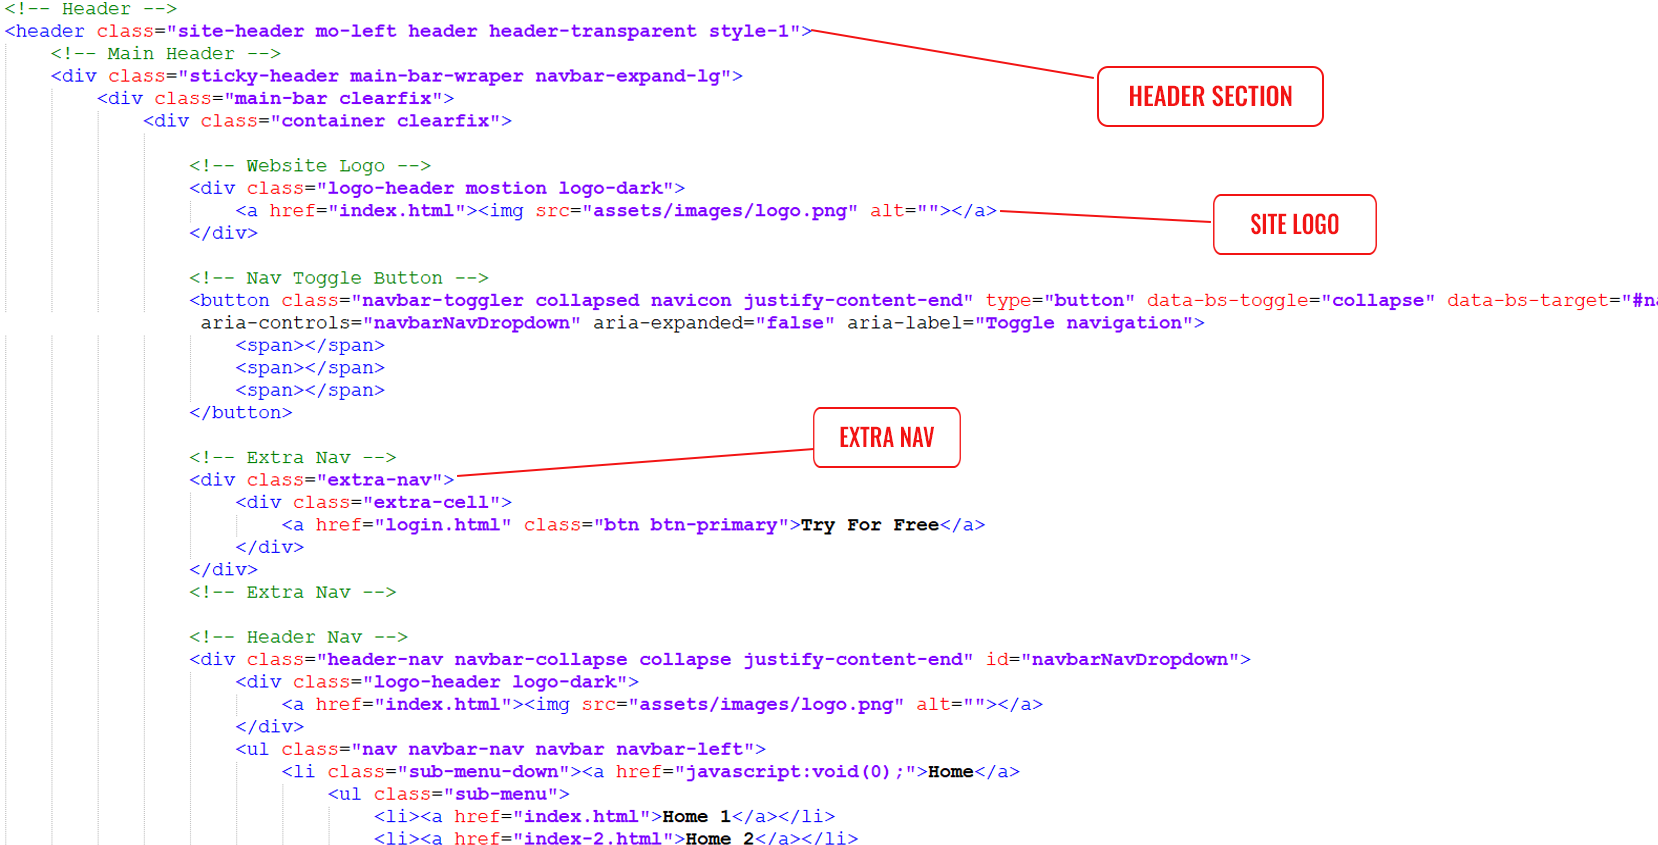 <!-- Header -->
<header class="site-header mo-left header header-transparent style-1">
<!-- Main Header -->
<div class="sticky-header main-bar-wraper navbar-expand-lg">
HEADER SECTION
<div class="main-bar clearfix">
<div class="container clearfix">
<!-- Website Logo -->
<div class="logo-header mostion logo-dark">
<a href="index.html"><img src="assets/images/logo.png" alt=""></a>
SITE LOGO
</div>
<!-- Nav Toggle Button -->
<button class="navbar-toggler collapsed navicon justify-content-end" type="button" data-bs-toggle="collapse" data-bs-target="#na
aria-controls="navbarNavDropdown" aria-expanded="false" aria-label="Toggle navigation">
<span></span>
<span></span>
<span></span>
</button>
EXTRA NAV
<!-- Extra Nav -->
<div class="extra-nav">
<div class="extra-cell">
<a href="login.html" class="btn btn-primary">Try For Free</a>
</div>
</div>
<!-- Extra Nav -->
<!-- Header Nav -->
<div class="header-nav navbar-collapse collapse justify-content-end" id="navbarNavDropdown">
<div class="logo-header logo-dark">
<a href="index.html"><img src="assets/images/logo.png" alt=""></a>
</div>
<ul class="nav navbar-nav navbar navbar-left">
<li class="sub-menu-down"><a href="javascript:void(0);">Home</a>
<ul class="sub-menu">
<li><a href="index.html">Home 1</a></li>
<li><a href="index-2.html">Home 2</a></li>